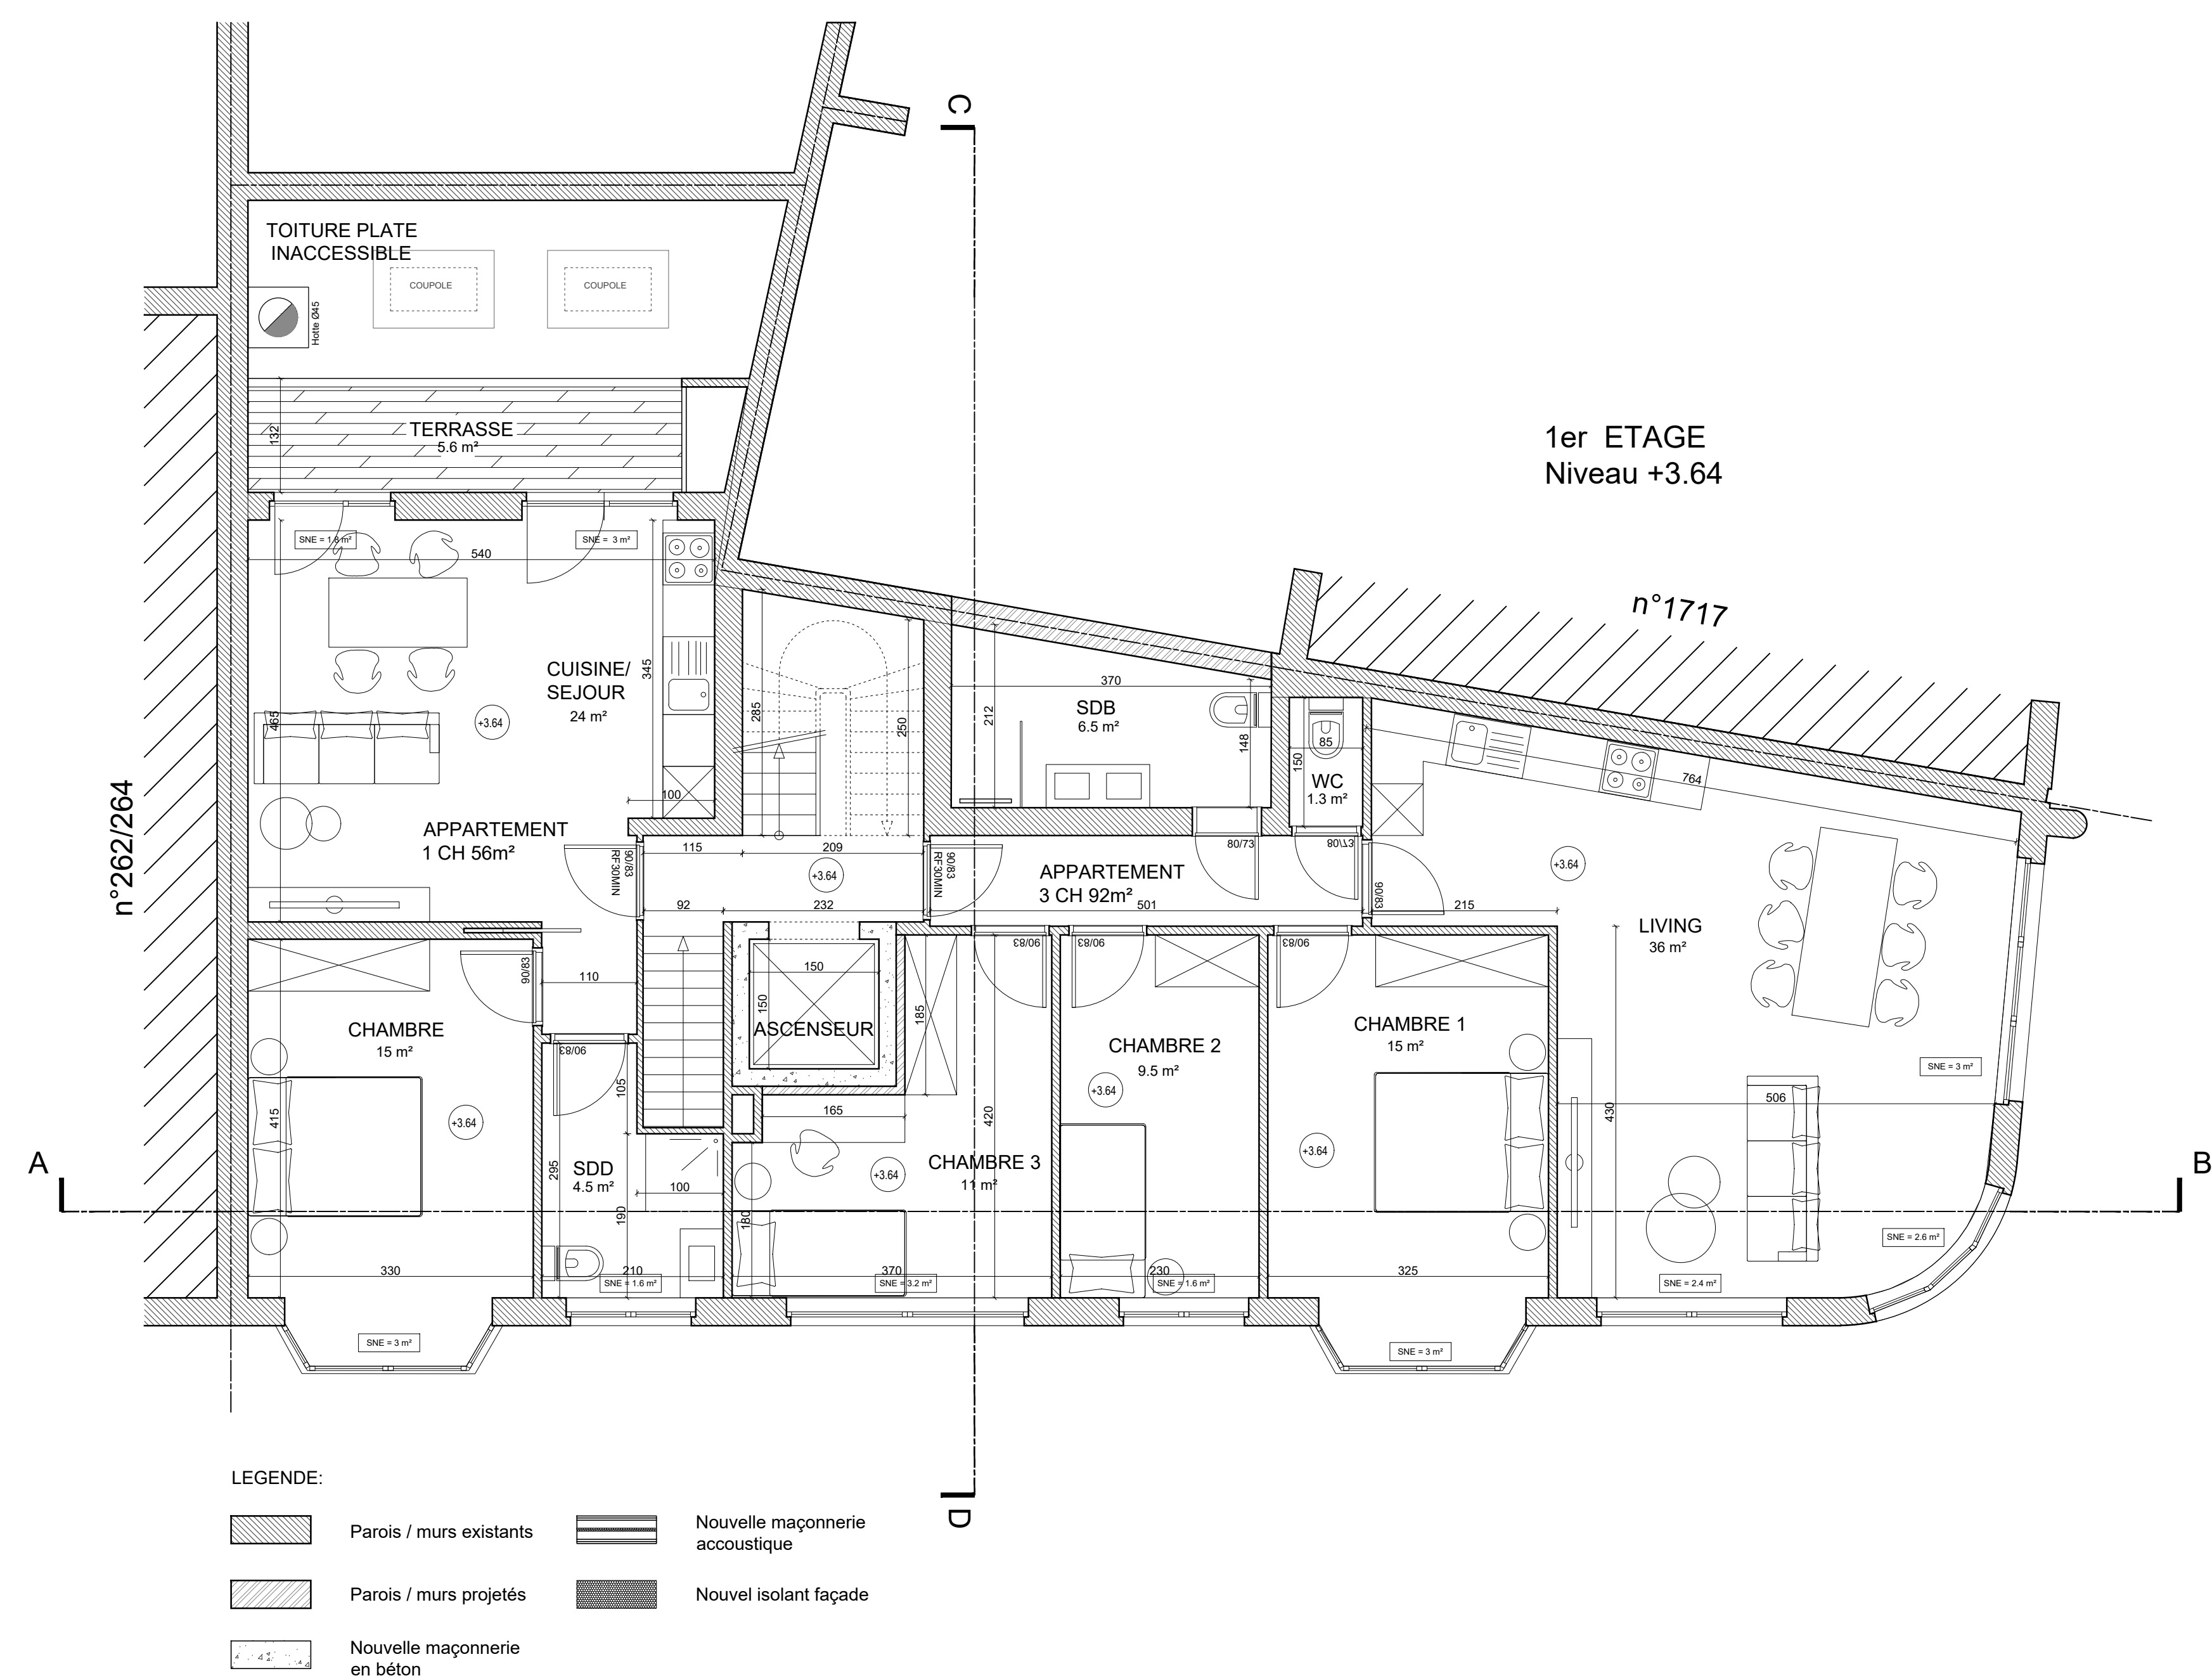 C
TOITURE PLATE
INACCESSIBLE
COUPOLE
COUPOLE
Hotte Ø45
132
TERRASSE
5.6 m²
1er  ETAGE
Niveau +3.64
SNE = 1.8 m²
SNE =  3 m²
540
n°1717
CUISINE/
SEJOUR
24 m²
345
465
+3.64
285
250
212
370
SDB
6.5 m²
148
85
150
WC
1.3 m²
764
100
n°262/264
APPARTEMENT
1 CH 56m²
90/83
RF30MIN
115
209
+3.64
90/83
RF30MIN
APPARTEMENT
3 CH 92m²
80/73
80/73
90/83
+3.64
92
232
501
215
LIVING
36 m²
90/83
110
150
150
ASCENSEUR
185
90/83
90/83
90/83
CHAMBRE
15 m²
90/83
105
CHAMBRE 2
9.5 m²
CHAMBRE 1
15 m²
SNE = 3 m²
+3.64
415
+3.64
165
420
430
506
+3.64
A
295
SDD
4.5 m²
100
190
180
+3.64
CHAMBRE 3
11 m²
B
SNE = 2.6 m²
330
210
SNE = 1.6 m²
370
SNE = 3.2 m²
230
SNE = 1.6 m²
325
SNE = 2.4 m²
SNE = 3 m²
SNE = 3 m²
D
LEGENDE:
Parois / murs existants
Nouvelle maçonnerie
accoustique
Parois / murs projetés
Nouvel isolant façade
Nouvelle maçonnerie
en béton